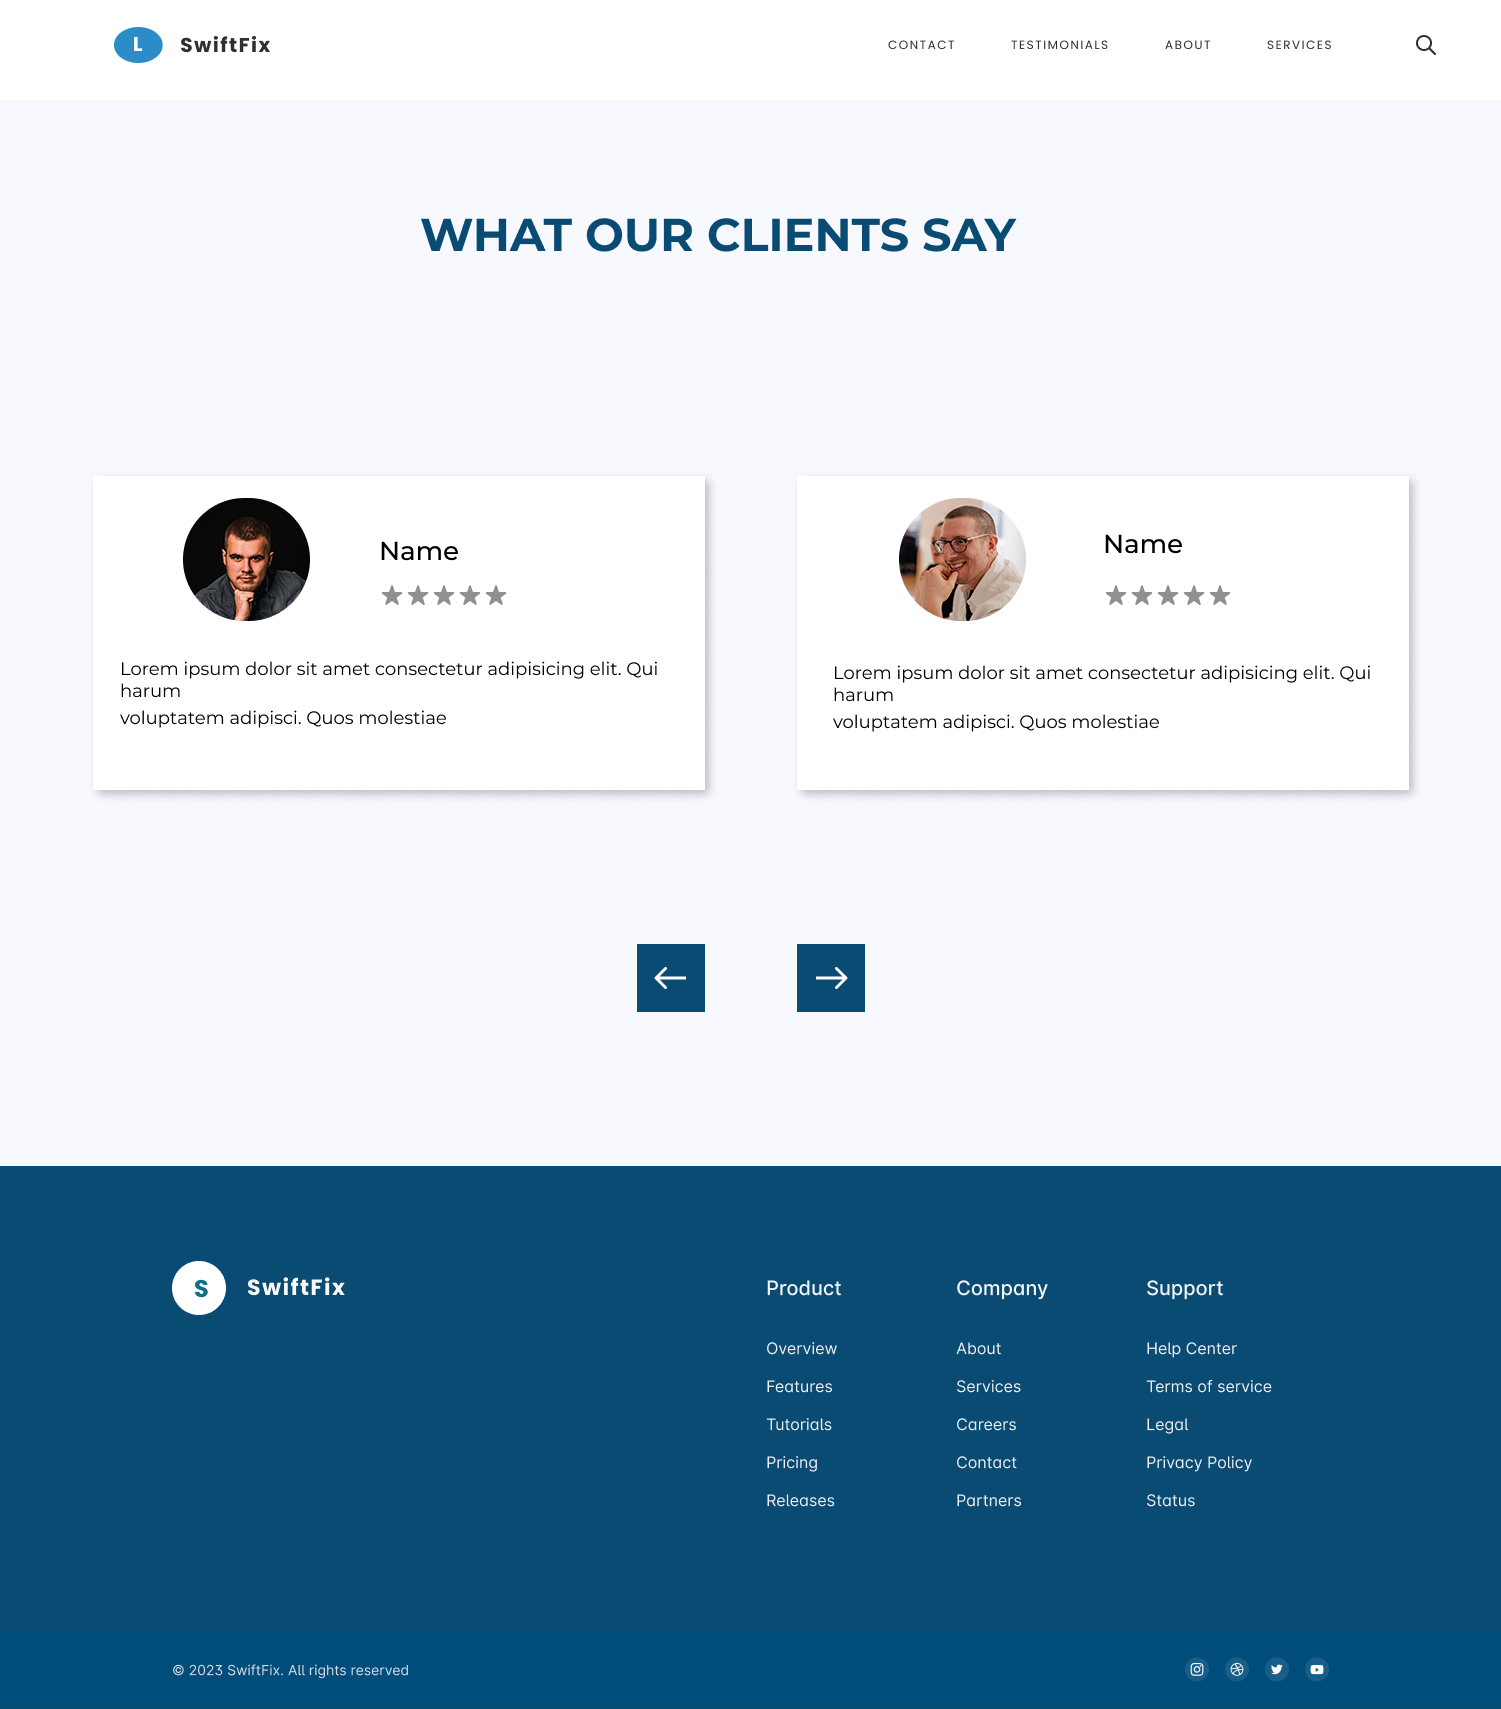 L SwiftFix CONTACT TESTIMONIALS ABOUT SERVICES
WHAT OUR CLIENTS SAY
Name
Lorem ipsum dolor sit amet consectetur adipisicing elit. Qui
harum
voluptatem adipisci. Quos molestiae
Name
Lorem ipsum dolor sit amet consectetur adipisicing elit. Qui
harum
voluptatem adipisci. Quos molestiae
S SwiftFix
Product
Overview
Features
Tutorials
Pricing
Releases
Company
About
Services
Careers
Contact
Partners
Support
Help Center
Terms of service
Legal
Privacy Policy
Status
© 2023 SwiftFix. All rights reserved